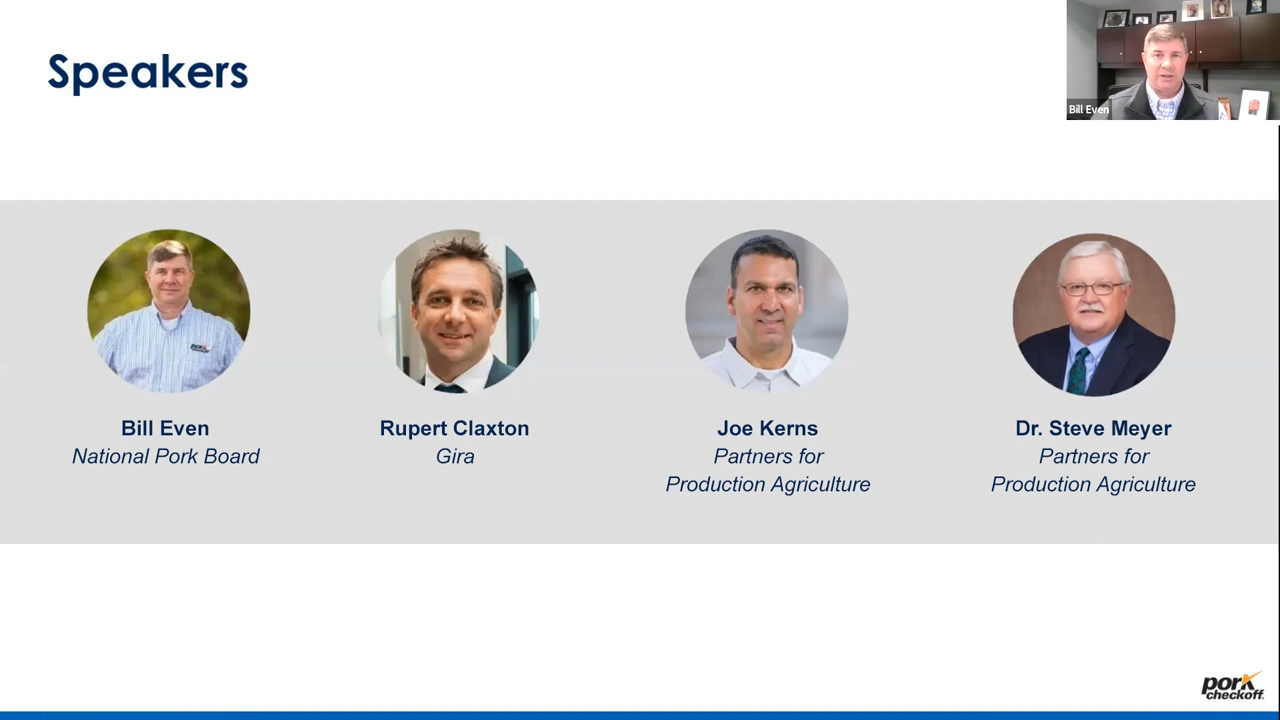 Speakers
Bill Even
Bill Even
National Pork Board
Rupert Claxton
Gira
Joe Kerns
Partners for
Production Agriculture
Dr. Steve Meyer
Partners for
Production Agriculture
pork
checkoff